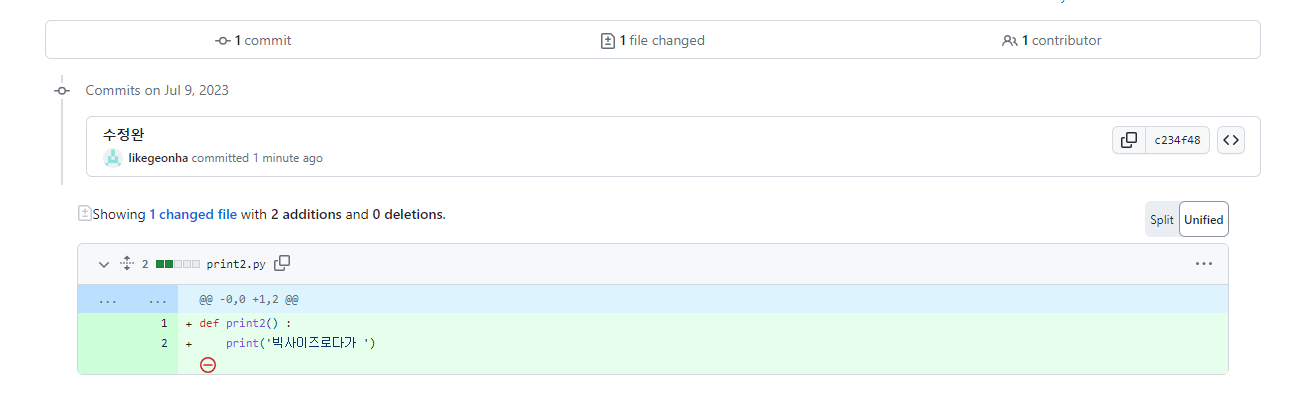 1 commit
1 file changed
1 contributor
Commits on Jul 9, 2023
수정완
likegeonha committed 1 minute ago
c234f48
Showing 1 changed file with 2 additions and 0 deletions.
Split Unified
2 print2.py
... ... @@ -0,0 +1,2 @@
1 + def print2() :
2 + print('빅사이즈로다가 ')